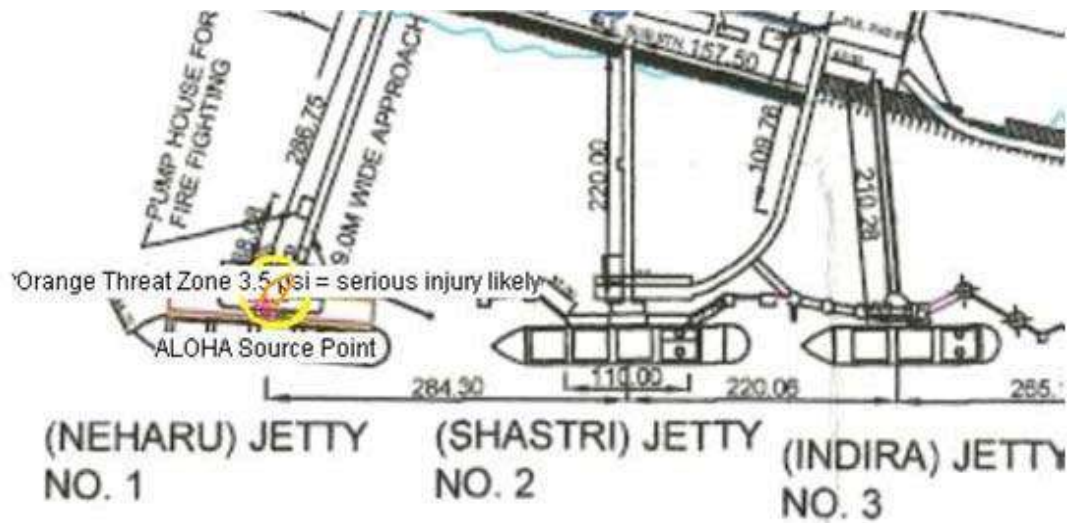 PUMP HOUSE FOR
FIRE FIGHTING
286.75
9.0M WIDE APPROACH
157.50
220.00
109.76
210.28
Orange Threat Zone 3.5 psi = serious injury likely
ALOHA Source Point
284.30
110.00
220.06
(NEHARU) JETTY
NO. 1
(SHASTRI) JETTY
NO. 2
(INDIRA) JETTY
NO. 3